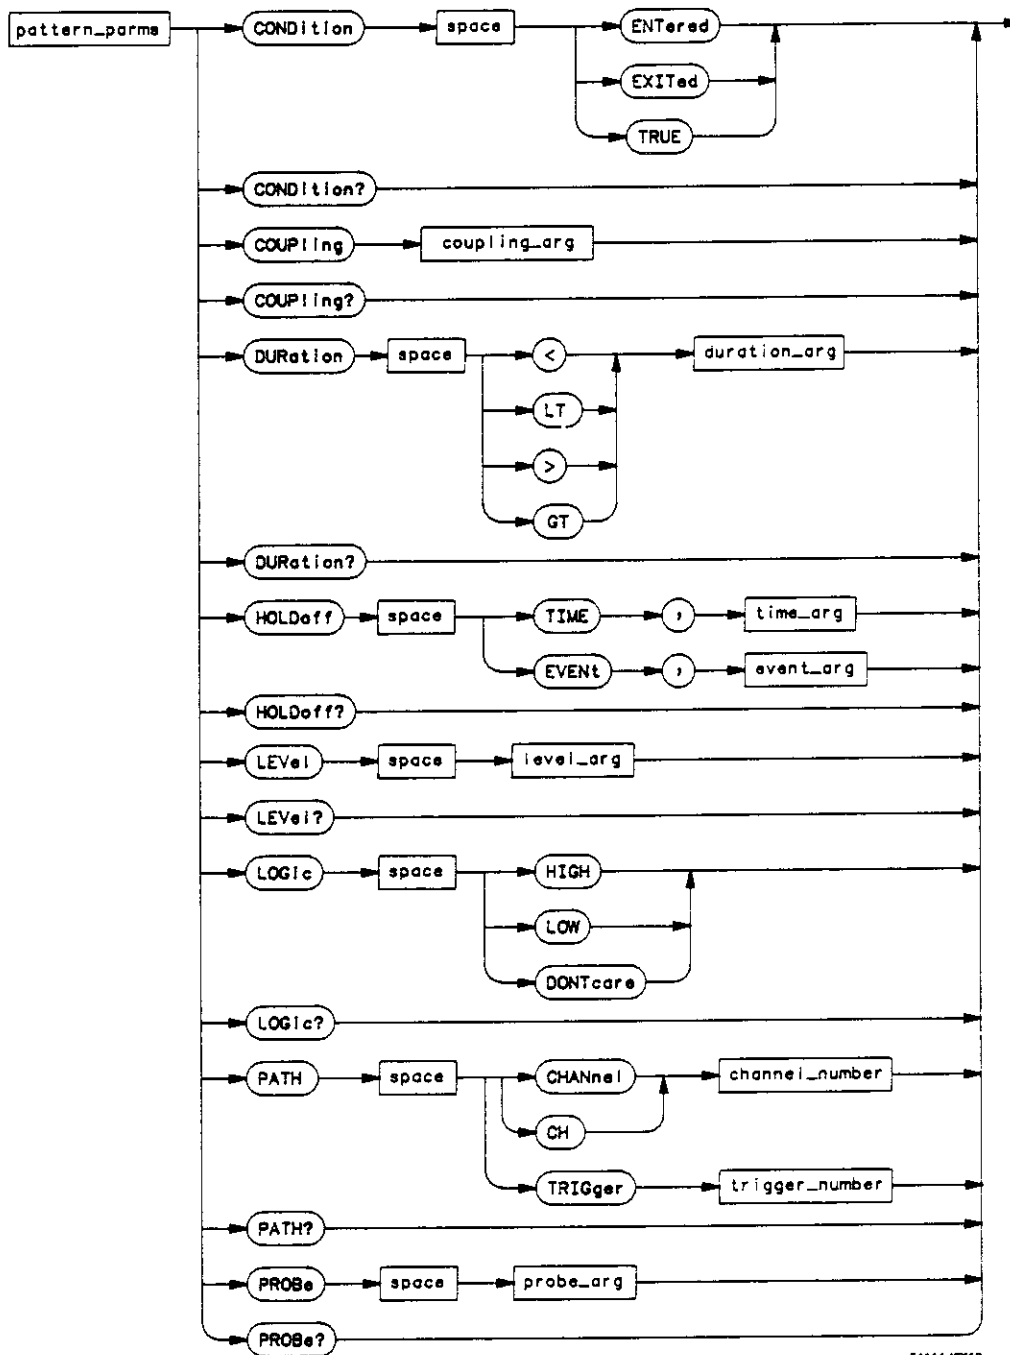 pattern_parms CONDition space ENTered
EXITed
TRUE
CONDition?
COUPling coupling_arg
COUPling?
DURation space < duration_arg
LT
>
GT
DURation?
HOLDoff space TIME , time_arg
EVENt , event_arg
HOLDoff?
LEVel space level_arg
LEVel?
LOGic space HIGH
LOW
DONTcare
LOGic?
PATH space CHANnel channel_number
CH
TRIGger trigger_number
PATH?
PROBe space probe_arg
PROBe?